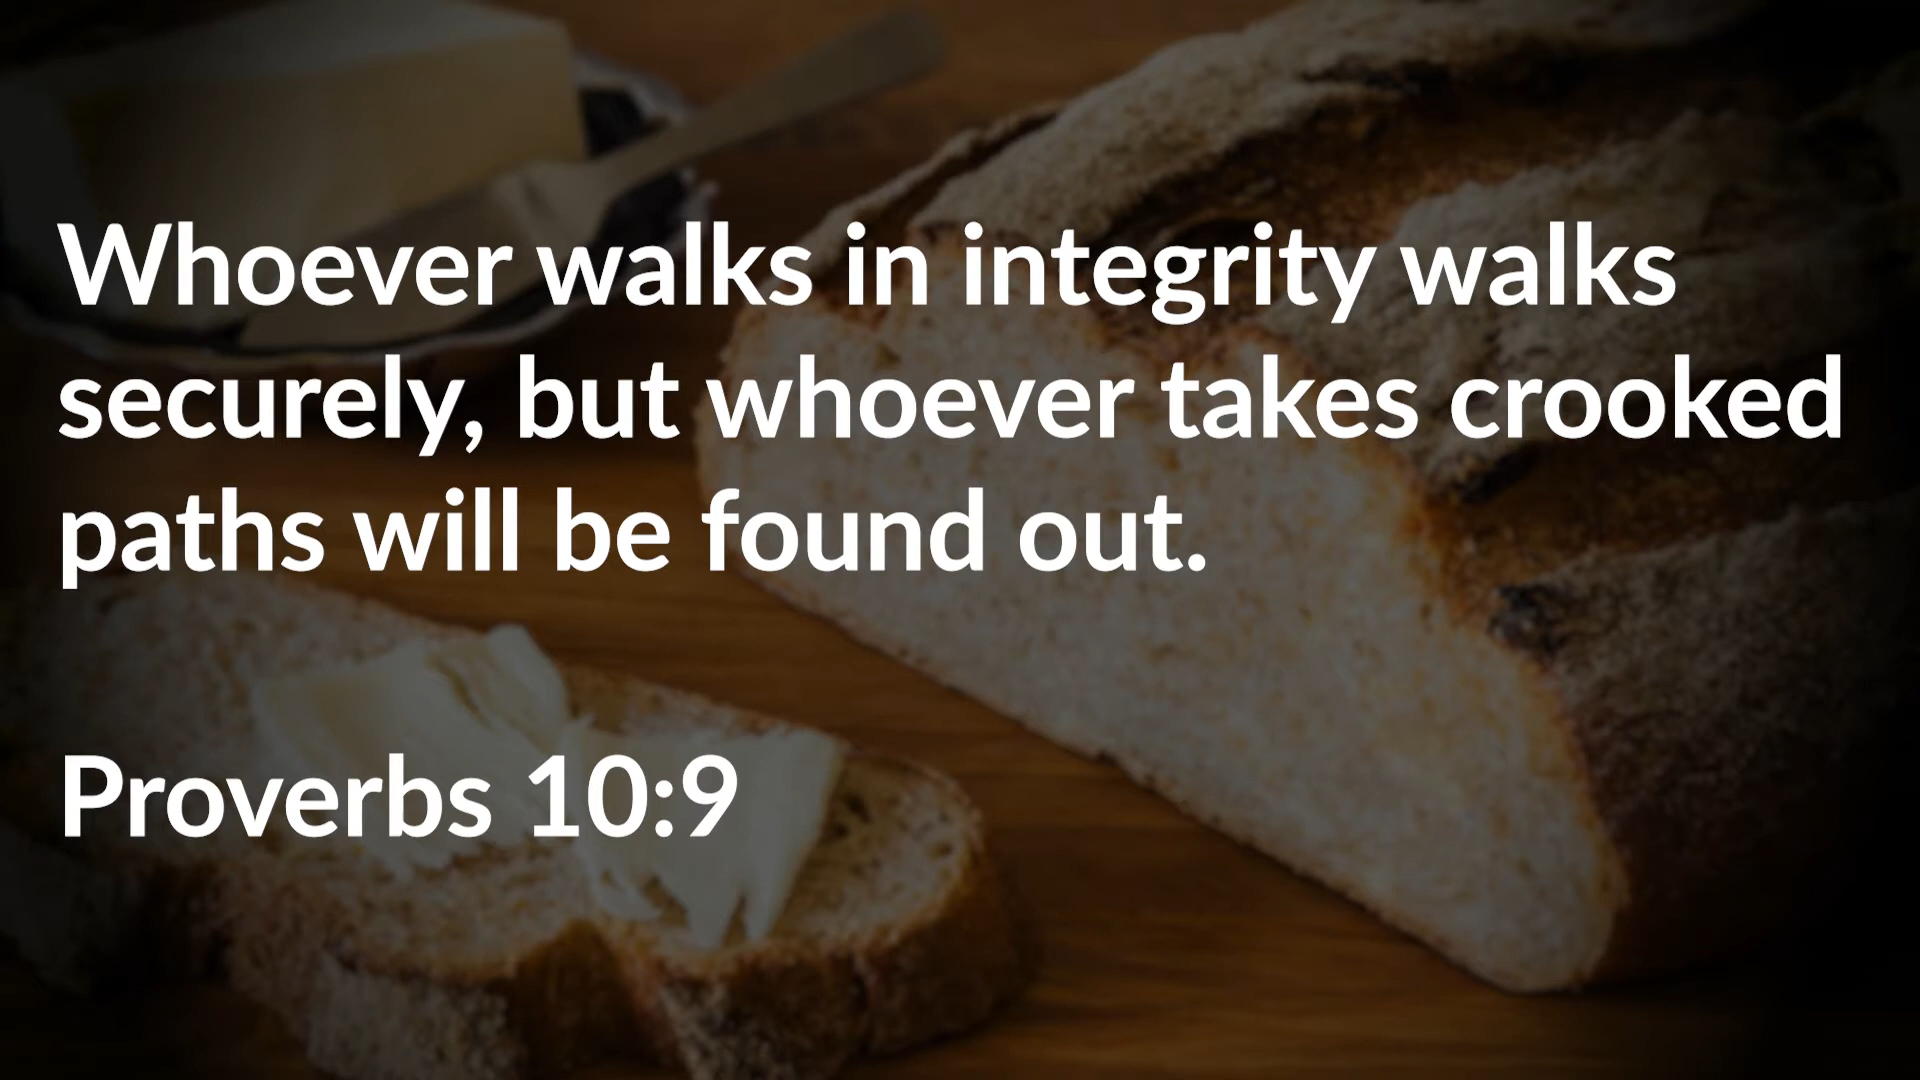 Whoever walks in integrity walks
securely, but whoever takes crooked
paths will be found out.
Proverbs 10:9